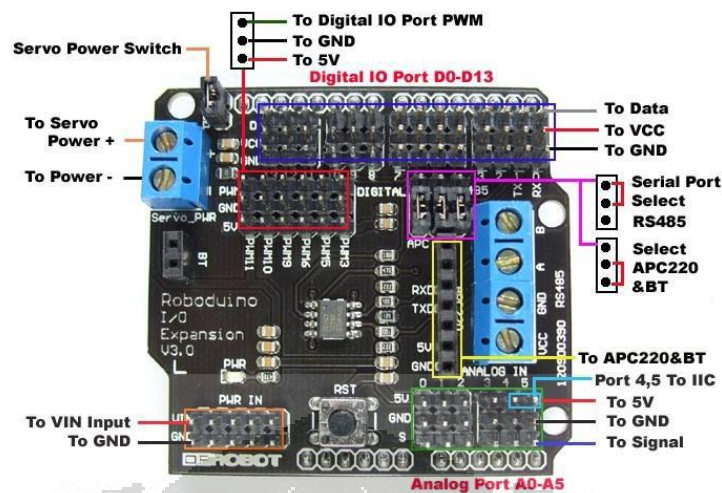 To Digital IO Port PWM
To GND
To 5V
Servo Power Switch
Digital IO Port D0-D13
To Servo
Power +
To Power -
To Data
To VCC
To GND
D
VCC
GND
PWM
GND
5V
DIGITAL
485
TX
RX
Serial Port
Select
RS485
Select
APC220
&BT
Servo_PWR
PWM11
PWM10
PWM9
PWM6
PWM5
PWM3
APC
BT
B
A
GND
VCC
RS485
RXD
TXD
5V
GND
Roboduino
I/O
Expansion
V3.0
PWR
To APC220&BT
ANALOG IN
0
2
3
4
5
Port 4,5 To IIC
To 5V
To GND
To Signal
5V
GND
S
RST
PWR IN
GND
To VIN Input
To GND
DFROBOT
Analog Port A0-A5